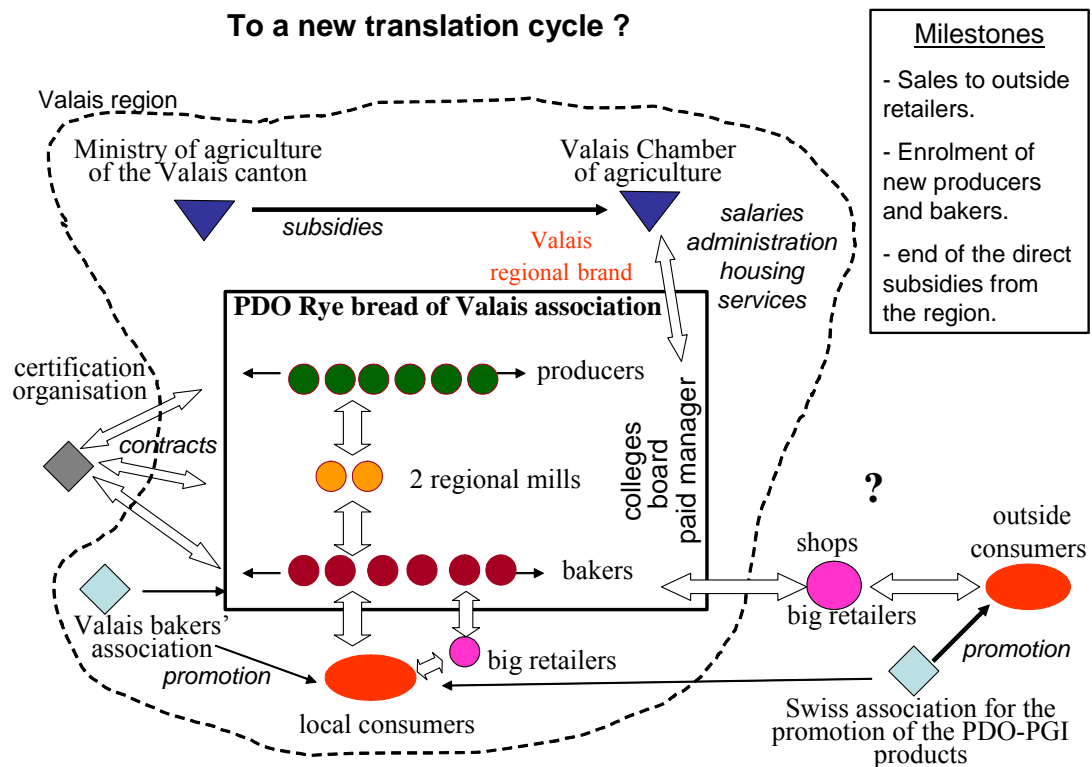 To a new translation cycle ?
Milestones
- Sales to outside
retailers.
- Enrolment of
new producers
and bakers.
- end of the direct
subsidies from
the region.
Valais region
Ministry of agriculture
of the Valais canton
Valais Chamber
of agriculture
subsidies
salaries
administration
housing
services
Valais
regional brand
PDO Rye bread of Valais association
certification
organisation
producers
contracts
2 regional mills
colleges
board
paid manager
?
outside
consumers
shops
bakers
big retailers
Valais bakers’
association
promotion
big retailers
promotion
local consumers
Swiss association for the
promotion of the PDO-PGI
products